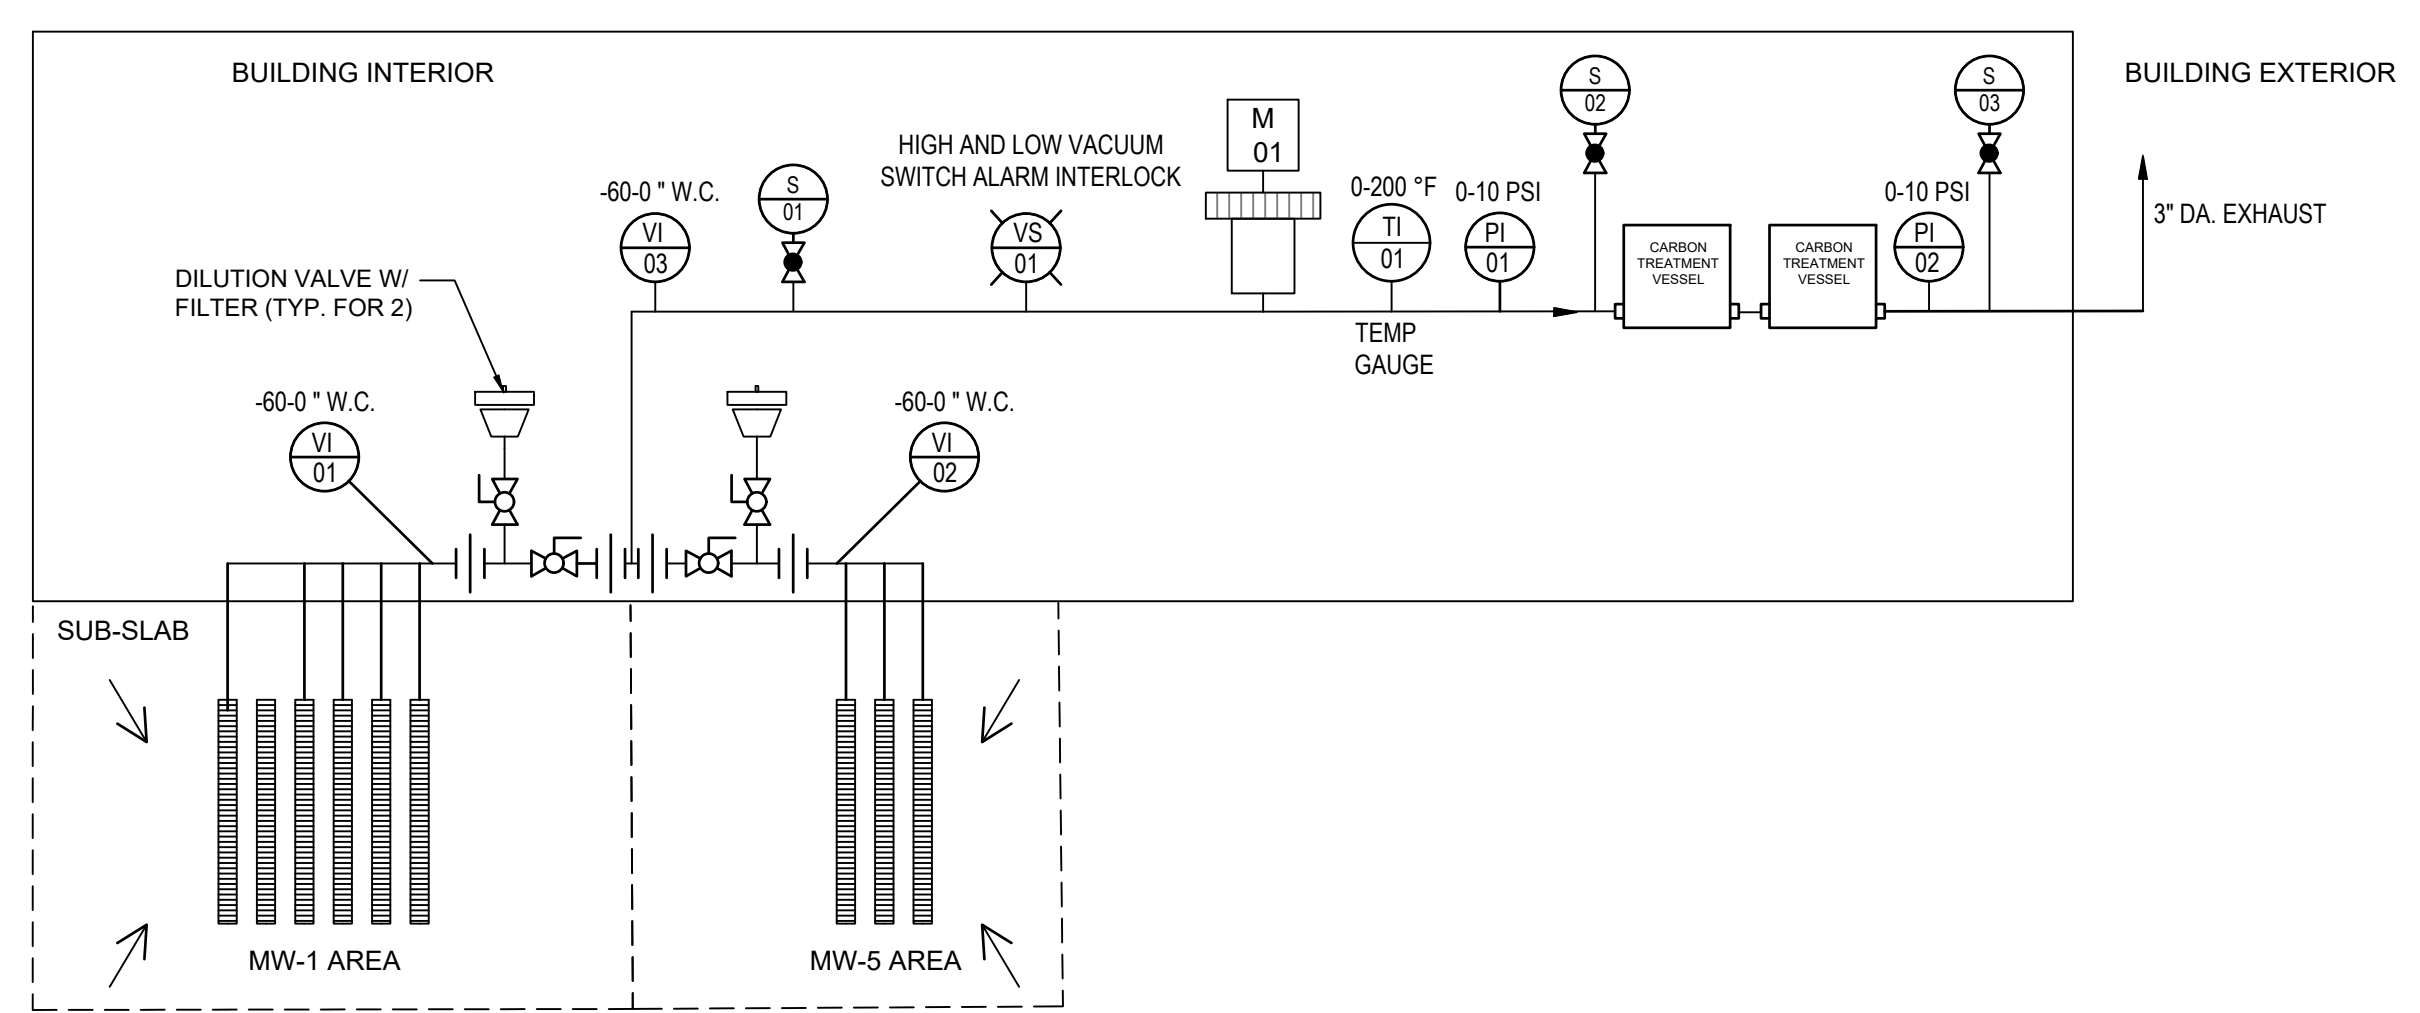 BUILDING INTERIOR
BUILDING EXTERIOR
S
02
S
03
M
01
HIGH AND LOW VACUUM
SWITCH ALARM INTERLOCK
-60-0 " W.C.
VI
03
S
01
VS
01
0-200 °F
TI
01
0-10 PSI
PI
01
0-10 PSI
PI
02
3" DA. EXHAUST
CARBON
TREATMENT
VESSEL
CARBON
TREATMENT
VESSEL
TEMP
GAUGE
DILUTION VALVE W/
FILTER (TYP. FOR 2)
-60-0 " W.C.
VI
01
-60-0 " W.C.
VI
02
SUB-SLAB
MW-1 AREA
MW-5 AREA